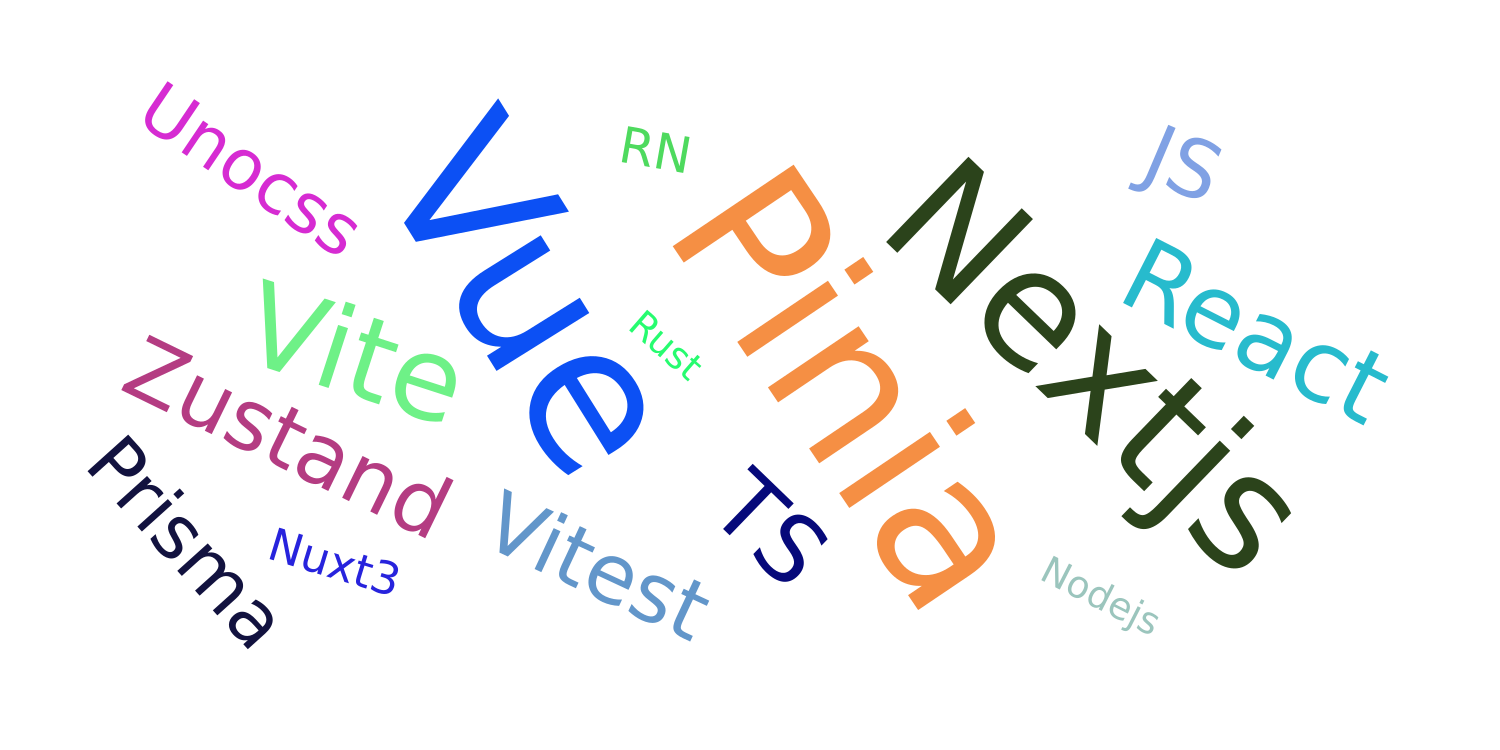 Unocss
Vue
RN
JS
Pinia
Nextjs
React
Vite
Rust
Zustand
Prisma
TS
Vitest
Nuxt3
Nodejs